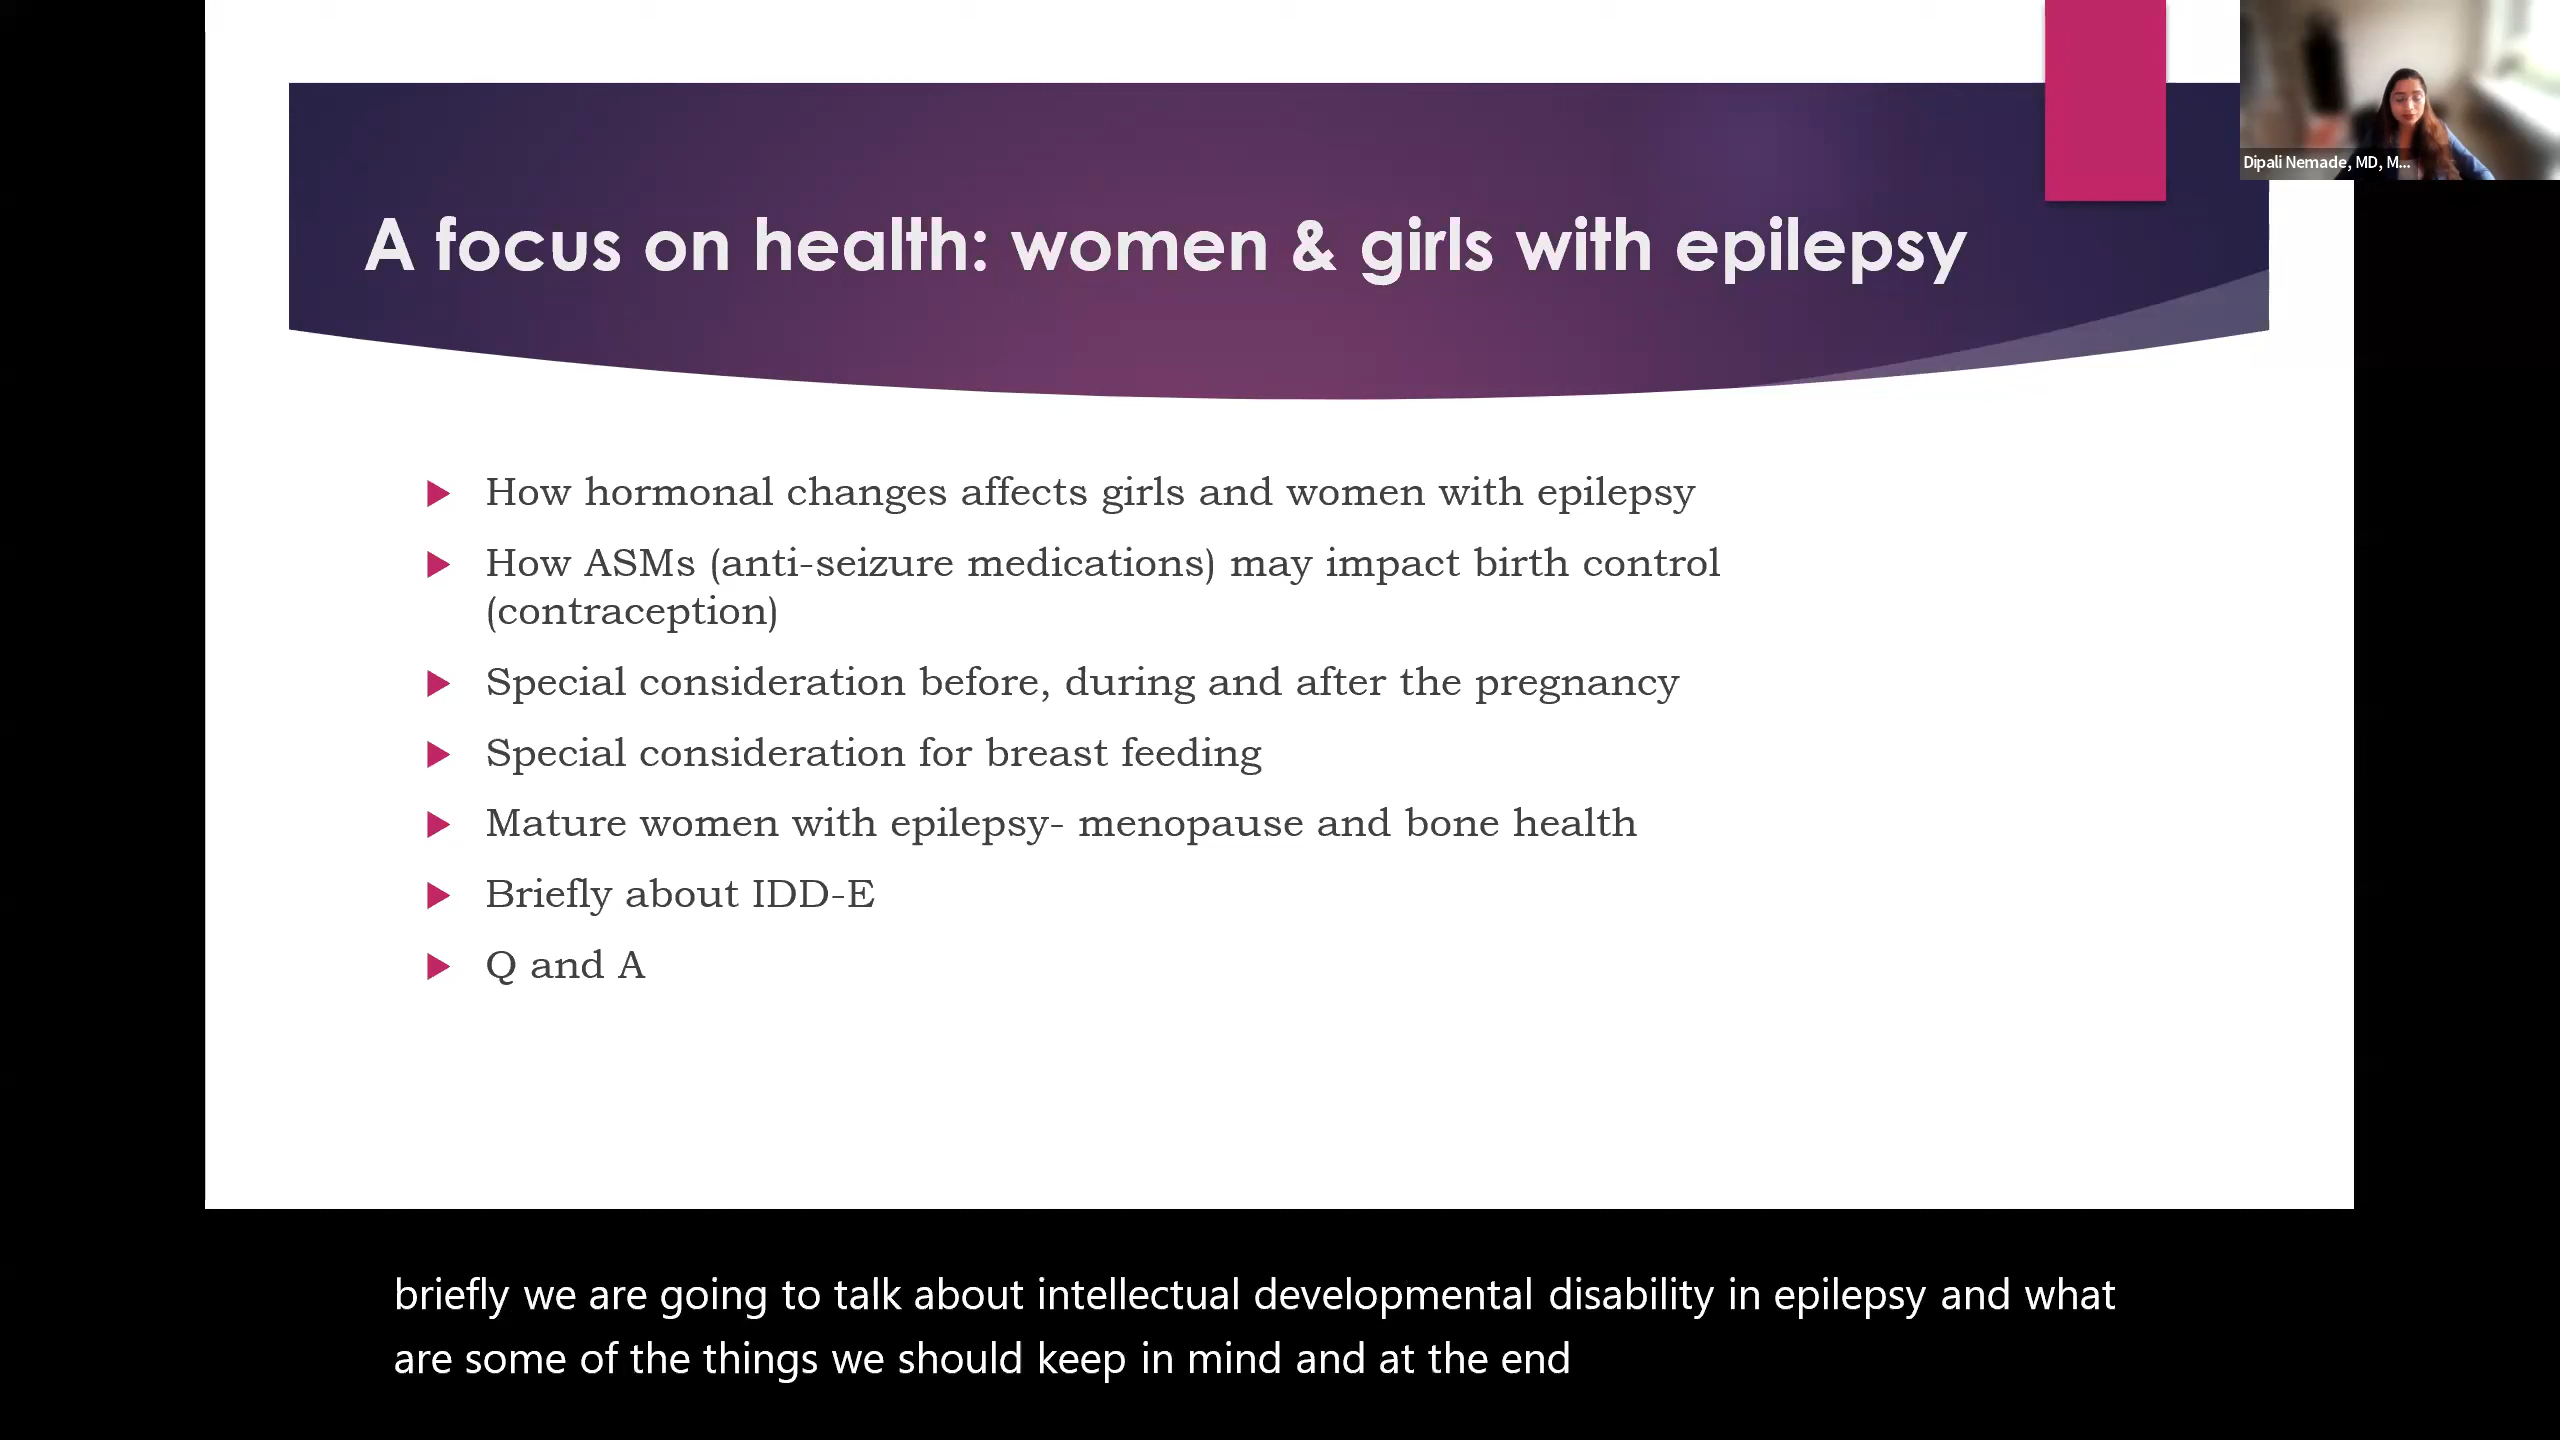 A focus on health: women & girls with epilepsy
Dipali Nemade, MD, M...
How hormonal changes affects girls and women with epilepsy
How ASMs (anti-seizure medications) may impact birth control
(contraception)
Special consideration before, during and after the pregnancy
Special consideration for breast feeding
Mature women with epilepsy- menopause and bone health
Briefly about IDD-E
Q and A
briefly we are going to talk about intellectual developmental disability in epilepsy and what
are some of the things we should keep in mind and at the end